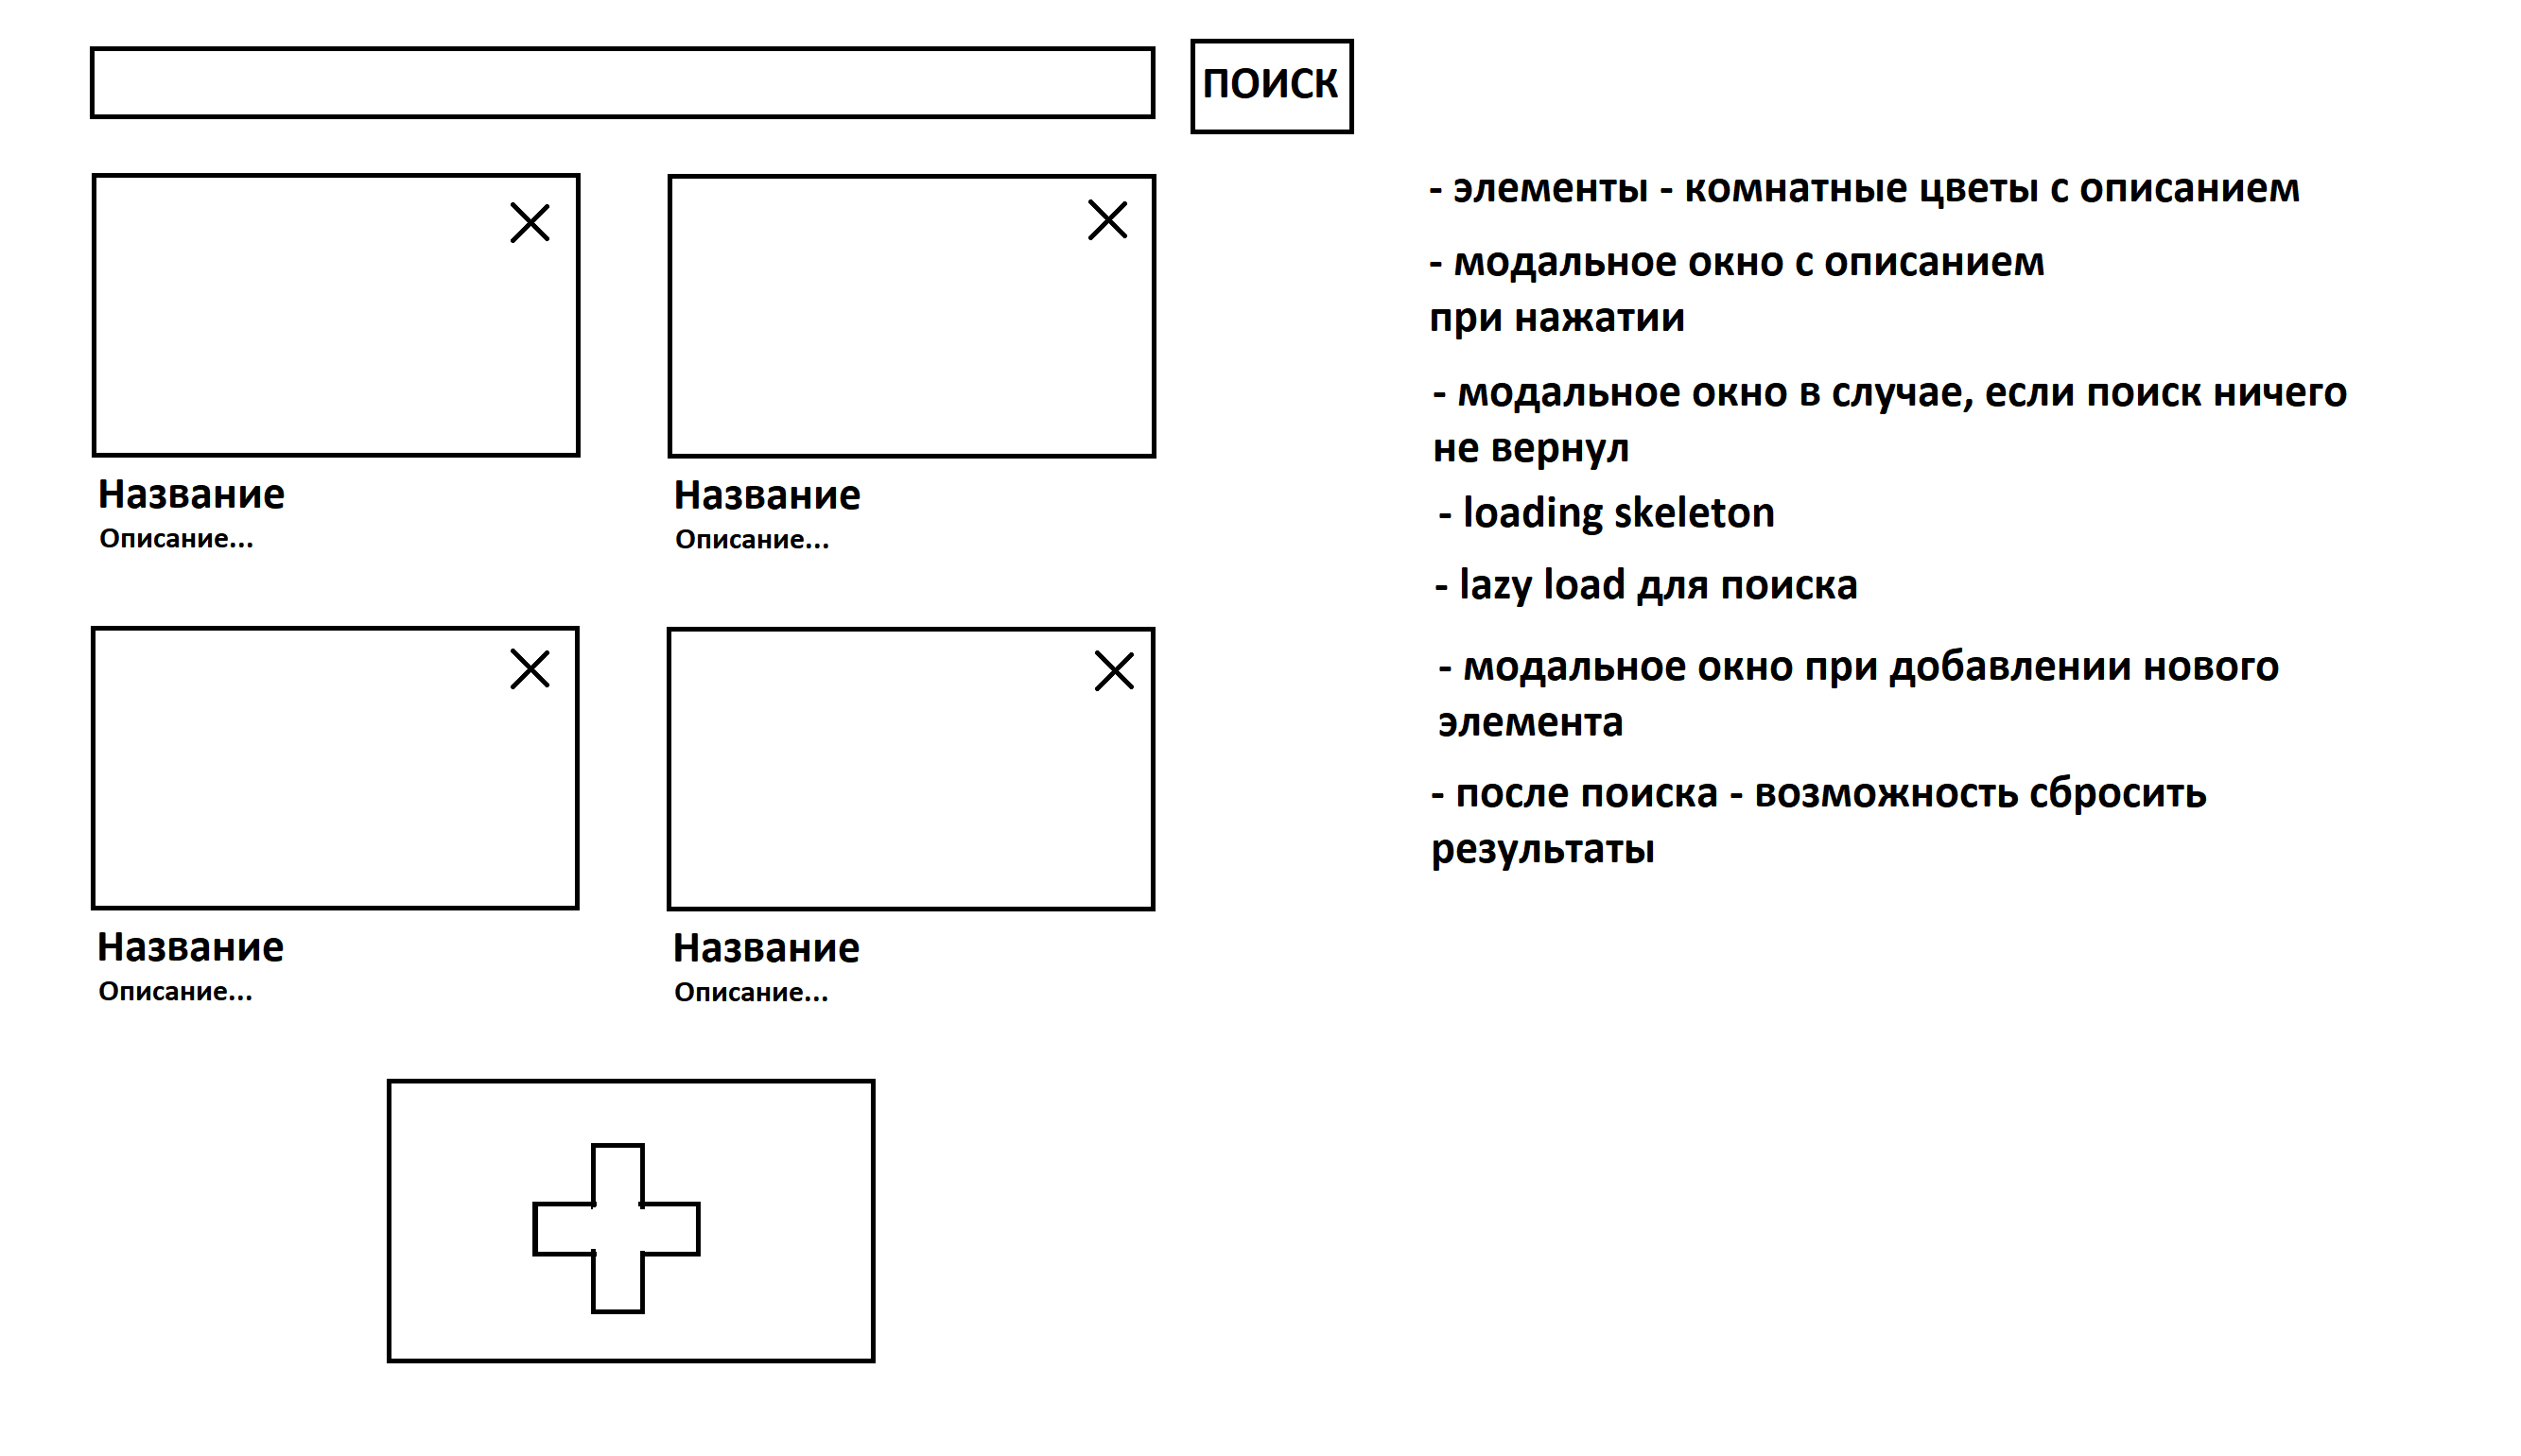 ПОИСК
- элементы - комнатные цветы с описанием
- модальное окно с описанием
при нажатии
- модальное окно в случае, если поиск ничего
не вернул
Название
Название
- loading skeleton
Описание...
Описание...
- lazy load для поиска
- модальное окно при добавлении нового
элемента
- после поиска - возможность сбросить
результаты
Название
Название
Описание...
Описание...